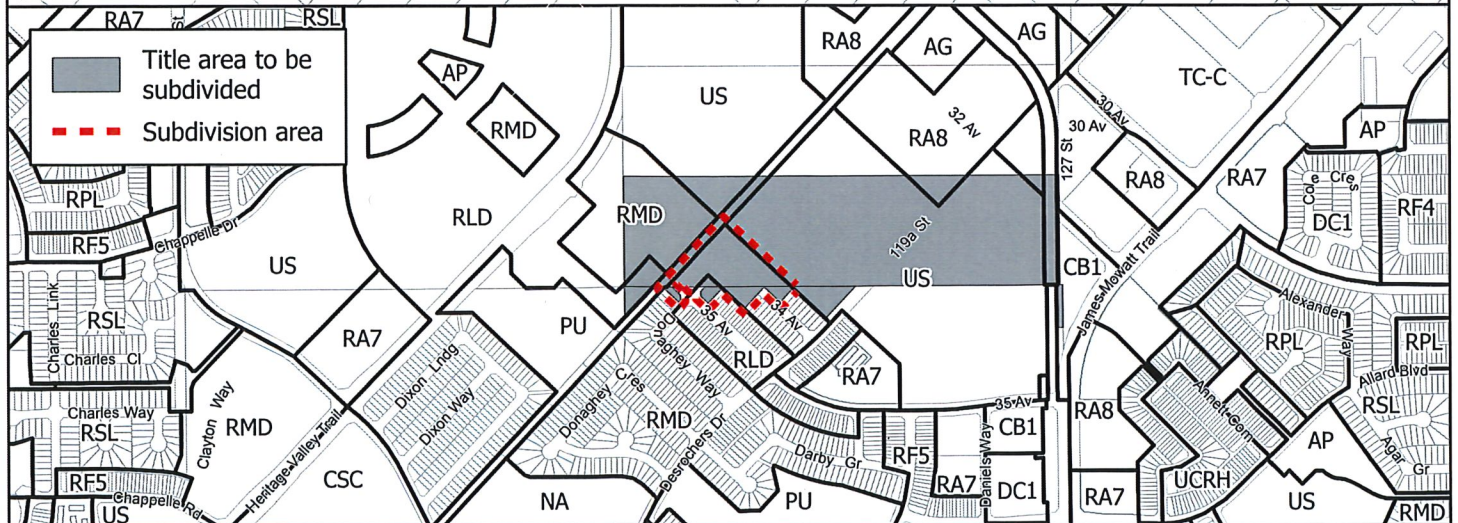 RA7
St
RSL
Title area to be
subdivided
Subdivision area
AP
RMD
US
RA8
AG
AG
TC-C
32 Av
RA8
30 Av
30 Av
127 St
RA8
RA7
AP
Cole Cres
DC1
RF4
RPL
RF5
Chappelle Dr
RLD
RMD
119a St
US
CB1
James Mowatt Trail
US
Charles Link
RSL
Charles Cl
RA7
PU
35 Av
34 Av
Donaghey Way
RLD
RA7
Alexander Way
RPL
RPL
Allard Blvd
RSL
Dixon Lndg
Dixon Way
Charles Way
RSL
Clayton Way
RMD
Heritage Valley Trail
CSC
Donaghey Cres
RMD
Desrochers Dr
Darby Gr
RF5
35 Av
CB1
Daniels Way
RA7
DC1
RA8
RA7
Annett Com
UCRH
AP
Agar Gr
US
RMD
RF5
Chappelle Rd
US
NA
PU